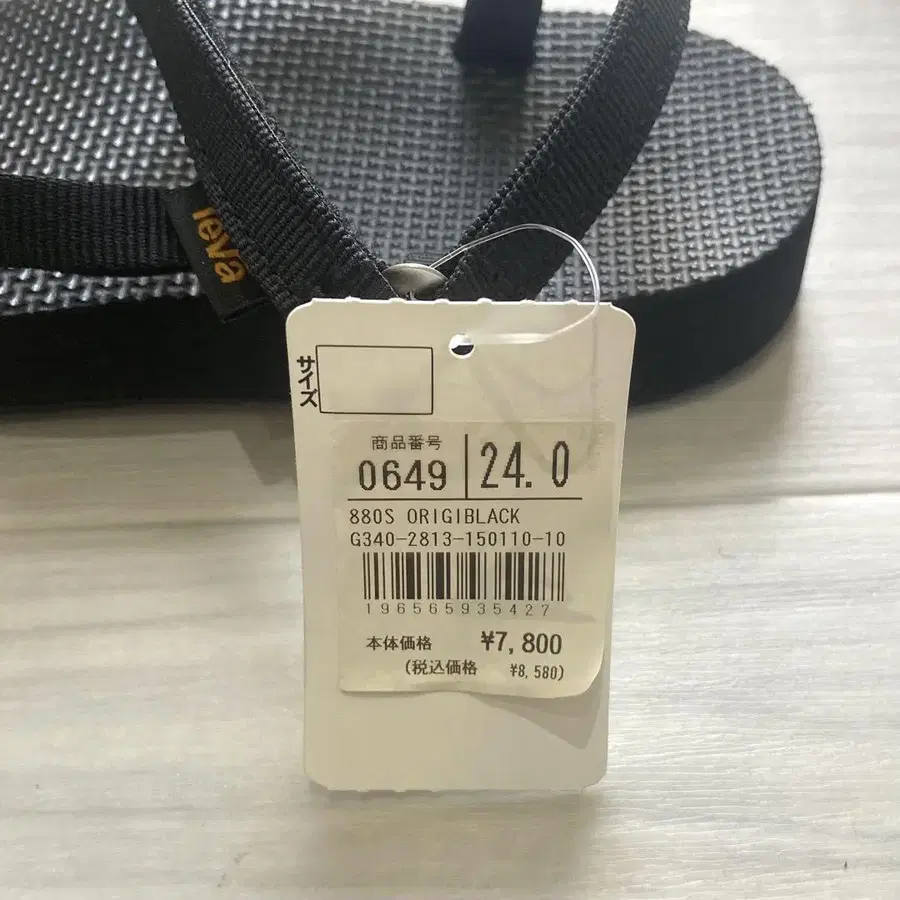 Teva
サイズ
商品番号
0649 24.0
880S ORIGIBLACK
G340-2813-150110-10
196565935427
本体価格 ¥7,800
(税込価格 ¥8,580)